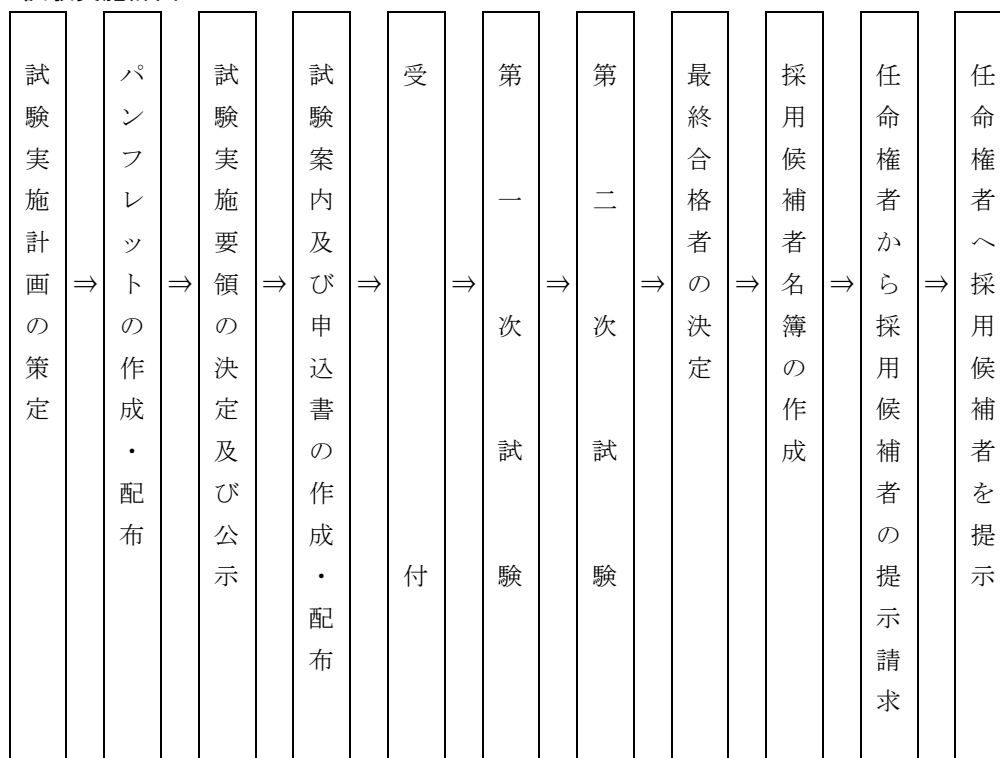 試験実施計画の策定
⇒
パンフレットの作成・配布
⇒
試験実施要領の決定及び公示
⇒
試験案内及び申込書の作成・配布
⇒
受付
⇒
第一次試験
⇒
第二次試験
⇒
最終合格者の決定
⇒
採用候補者名簿の作成
⇒
任命権者から採用候補者の提示請求
⇒
任命権者へ採用候補者を提示